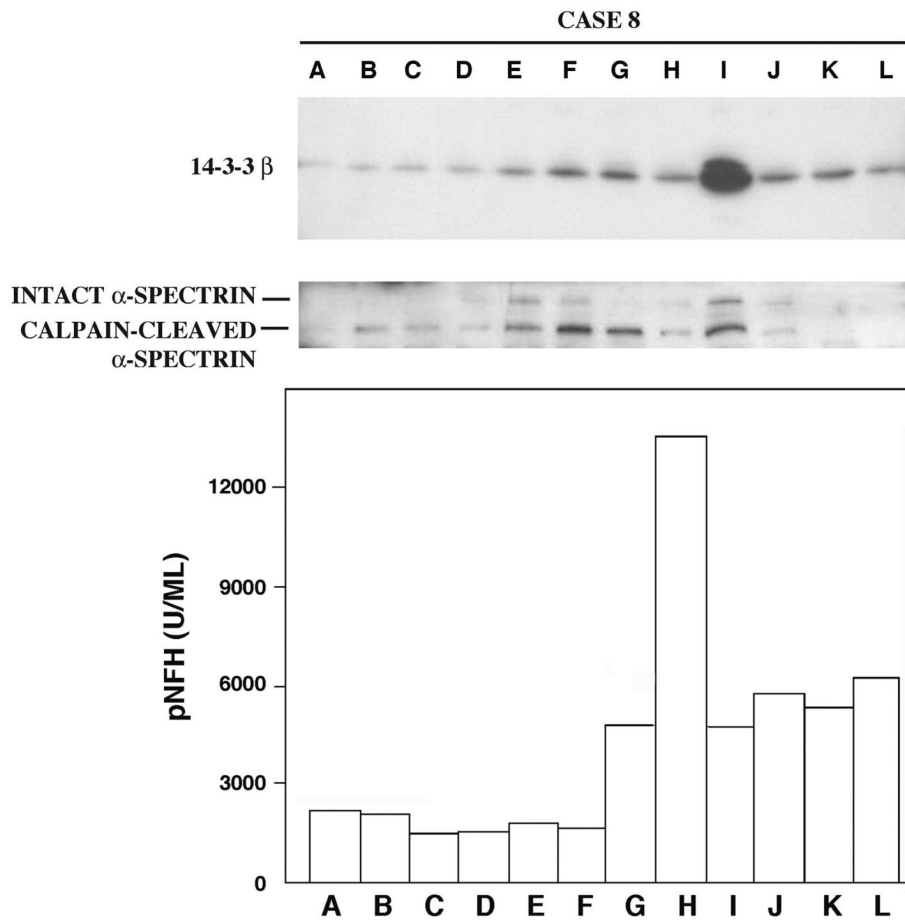 CASE 8
A B C D E F G H I J K L
14-3-3 β
INTACT α-SPECTRIN
CALPAIN-CLEAVED
α-SPECTRIN
pNFH (U/ML)
12000
9000
6000
3000
0
A B C D E F G H I J K L